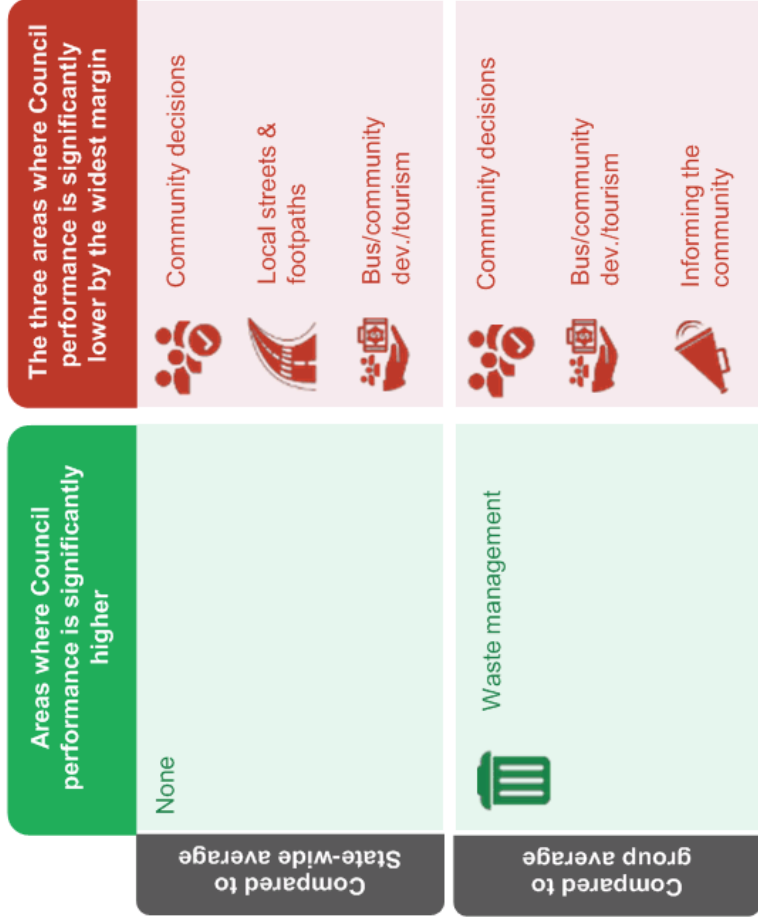 Areas where Council
performance is significantly
higher
The three areas where Council
performance is significantly
lower by the widest margin
Compared to
State-wide average
None
Community decisions
Local streets &
footpaths
Bus/community
dev./tourism
Compared to
group average
Waste management
Community decisions
Bus/community
dev./tourism
Informing the
community